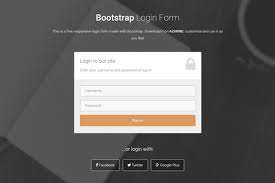 Bootstrap Login Form
This is a free responsive login form made with Bootstrap. Download it on AZMIND, customize and use it as
you like!
Login to our site
Enter your username and password to log on:
Username...
Password...
Sign in!
...or login with:
Facebook Twitter Google Plus